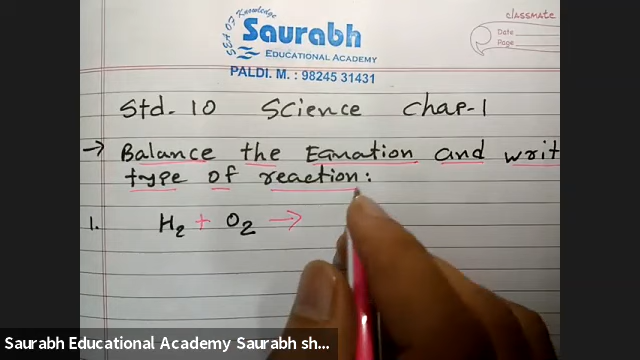 SEA OF Knowledge
Saurabh
EDUCATIONAL ACADEMY
PALDI. M. : 98245 31431
classmate
Date
Page
Std-10 Science Chap-1
→ Balance the Equation and writ
type of reaction:
1. H₂ + O₂ →
Saurabh Educational Academy Saurabh sh...